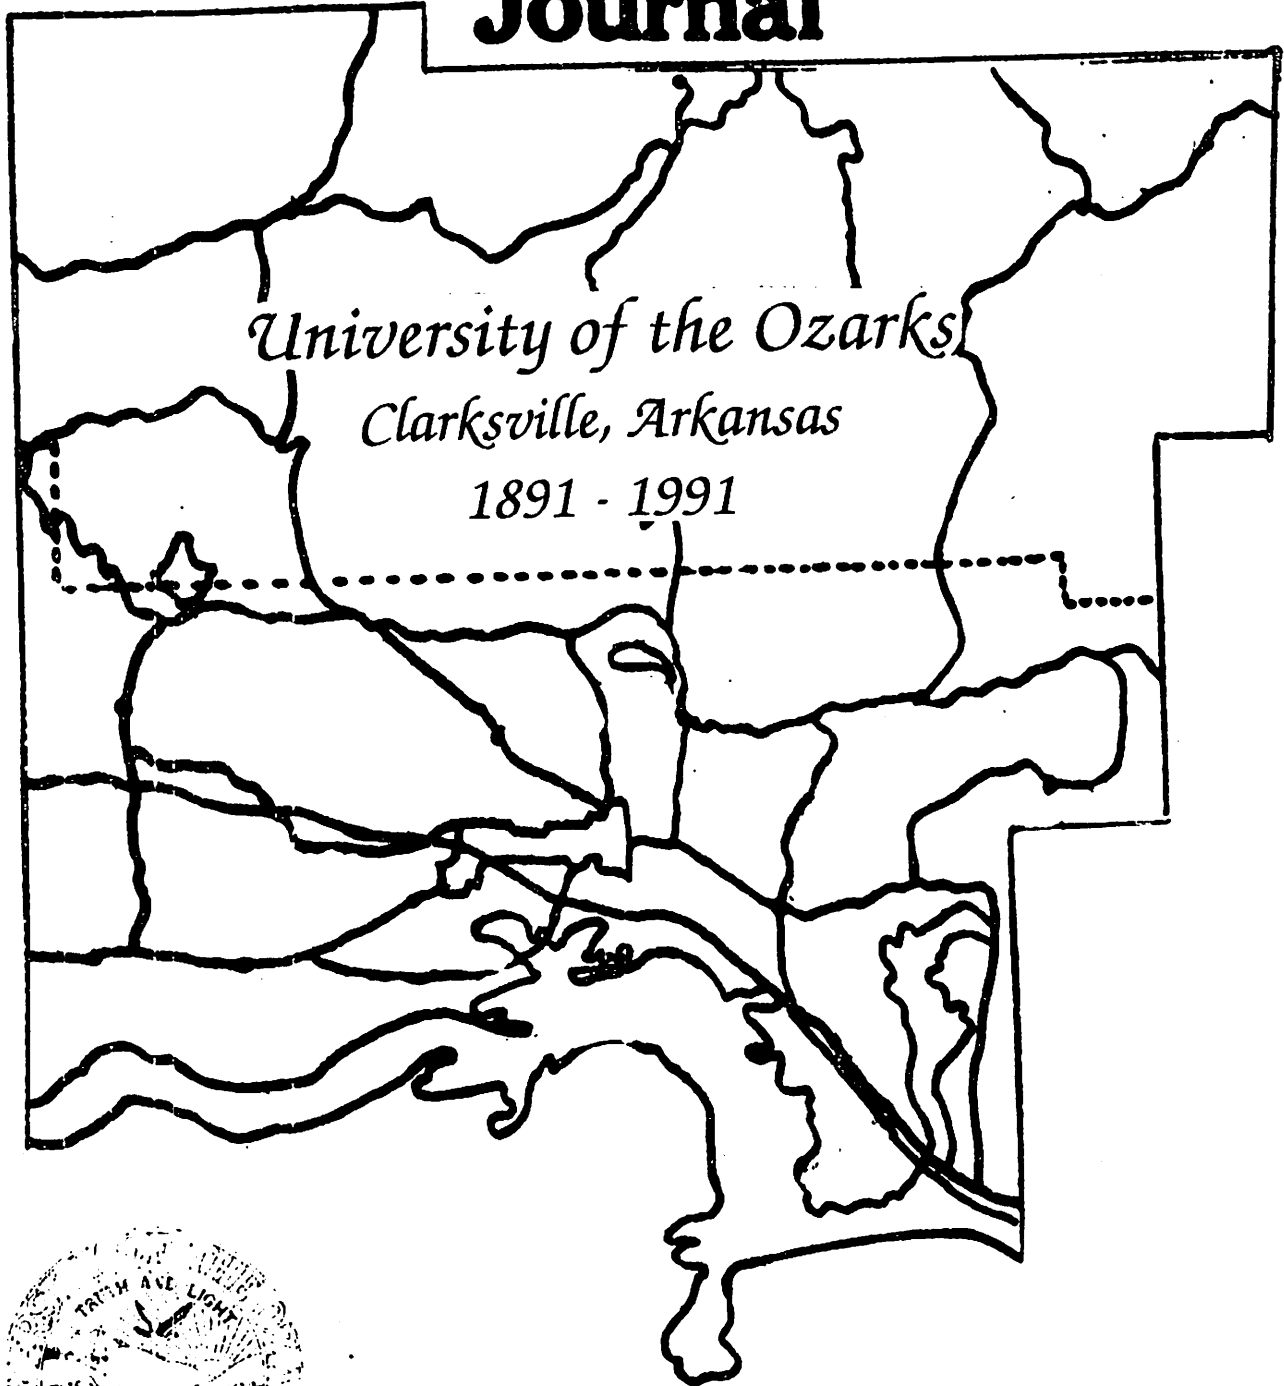 Journal
University of the Ozarks
Clarksville, Arkansas
1891 - 1991
TRUTH AND LIGHT